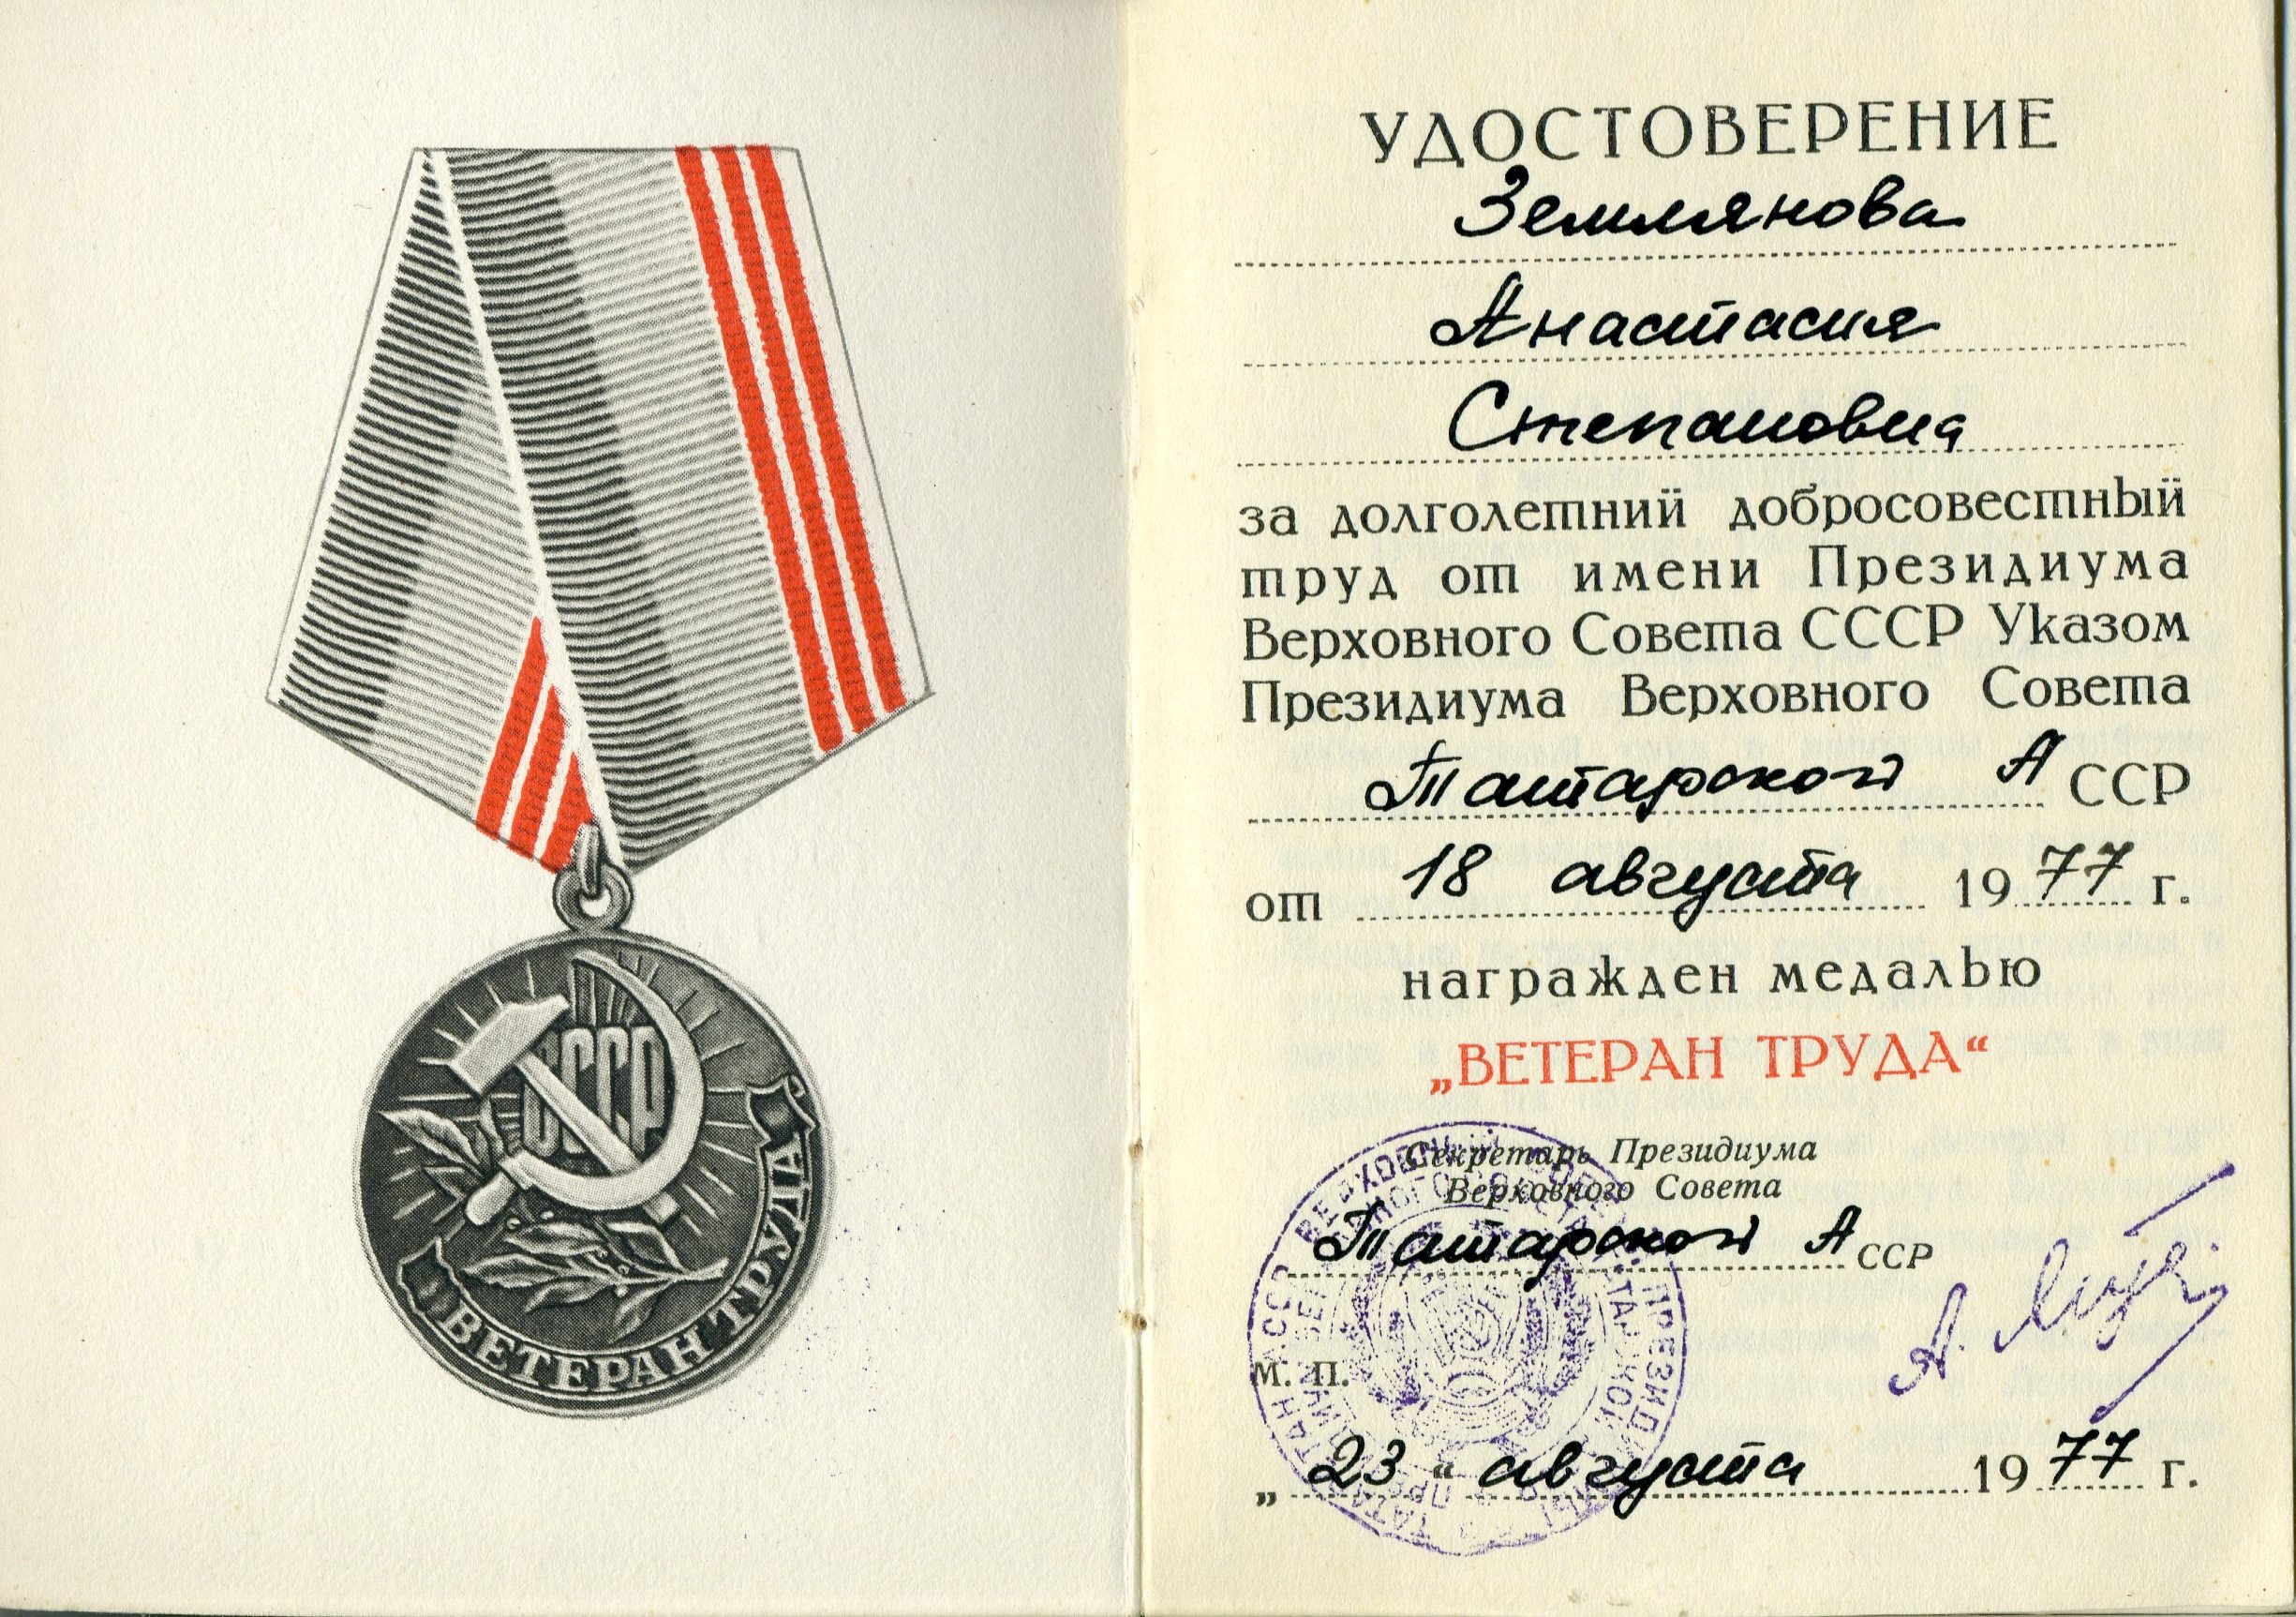 СССР
ВЕТЕРАН ТРУДА
УДОСТОВЕРЕНИЕ
Землянова
Анастасия
Степановна
за долголетний добросовестный
труд от имени Президиума
Верховного Совета СССР Указом
Президиума Верховного Совета
Татарской А ССР
от 18 августа 1977 г.
награжден медалью
„ВЕТЕРАН ТРУДА“
Секретарь Президиума
Верховного Совета
Татарской А ССР
М. П.
„23“ августа 1977 г.